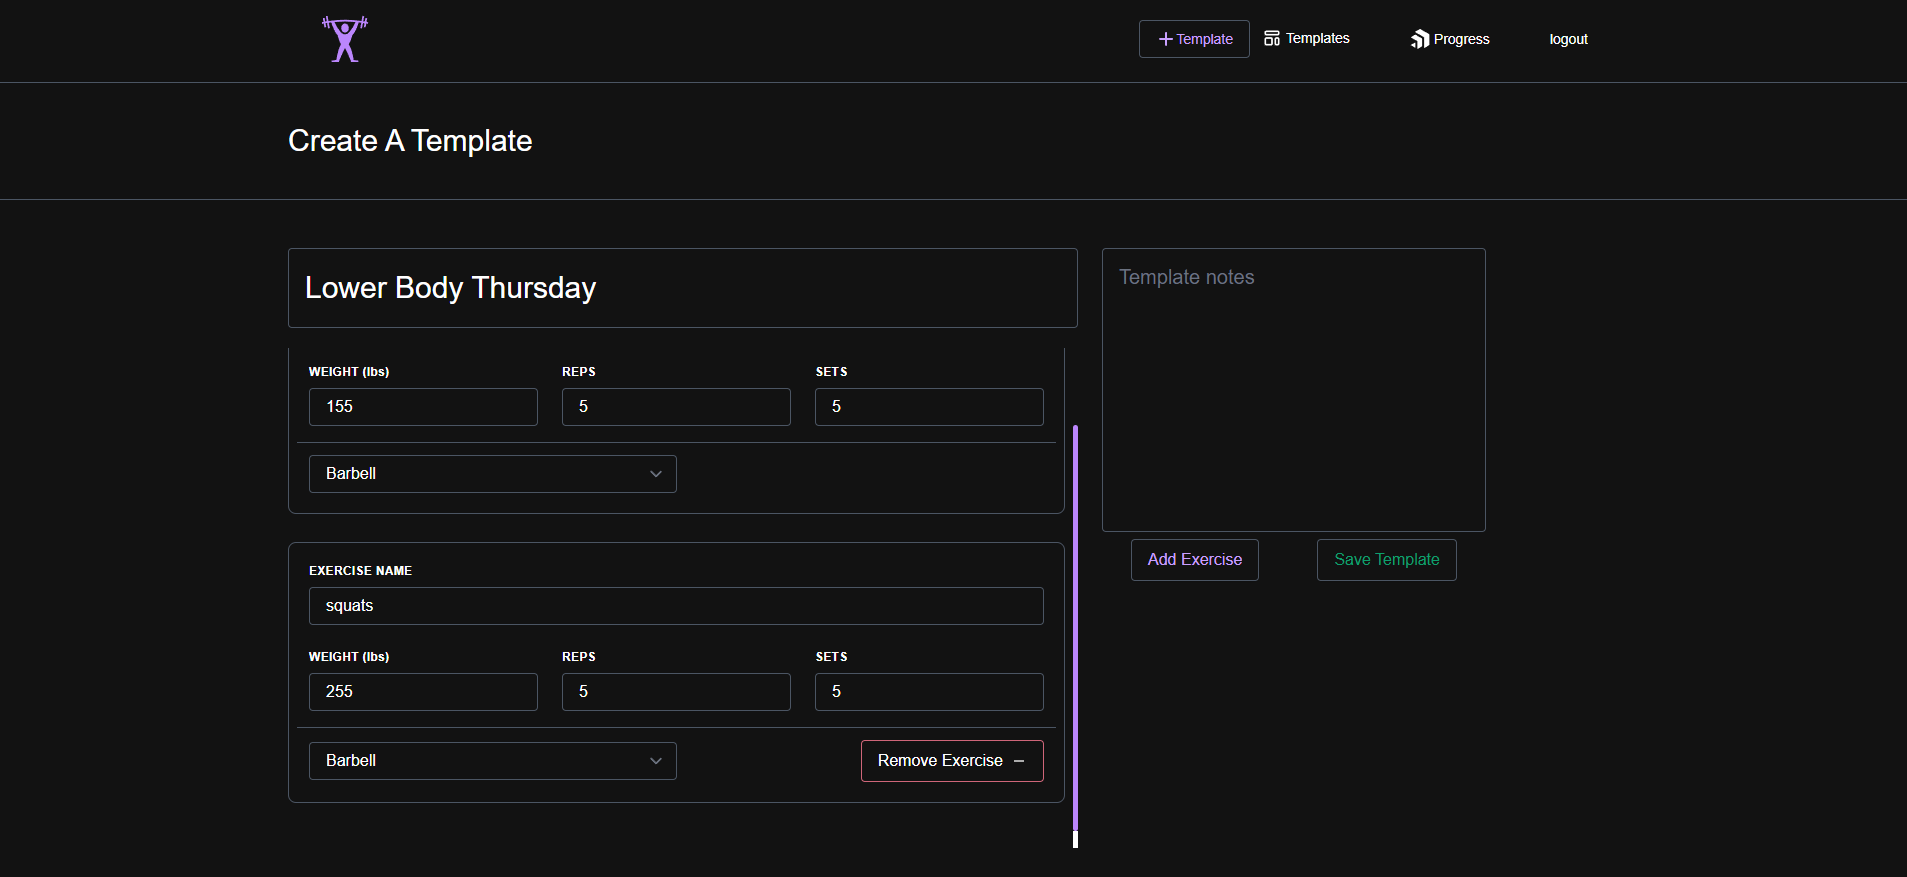 Template
Templates
Progress
logout
Create A Template
Lower Body Thursday
Template notes
WEIGHT (lbs)
REPS
SETS
155
5
5
Barbell
Add Exercise
Save Template
EXERCISE NAME
squats
WEIGHT (lbs)
REPS
SETS
255
5
5
Barbell
Remove Exercise